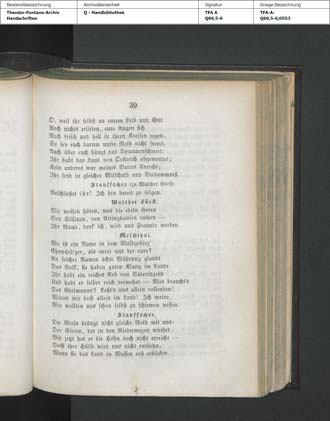 Bestandsbezeichnung Archivalieneinheit Signatur Image-Bezeichnung
Theodor-Fontane-Archiv Q - Handbibliothek TFA A TFA-A-
Handschriften Q66,5-6 Q66,5-6,0553
39
O, weil ihr selbst an eurem Leib und Gut
Noch nichts erlitten, eure Augen sich
Noch frisch und hell in ihren Kreisen regen,
So sey euch darum unsre Noth nicht fremd.
Auch über euch hängt das Tyrannenschwert:
Ihr habt das Land von Oestreich abgewendet;
Kein anderes war meines Vaters Unrecht;
Ihr seyd in gleicher Mitschuld und Verdammniß.
Stauffacher (zu Walther Fürst)
Beschließet ihr! Ich bin bereit zu folgen.
Walther Fürst.
Wir wollen hören, was die edeln Herren
Von Sillinen, von Attinghausen rathen —
Ihr Name, denk' ich, wird uns Freunde werben.
Melchthal.
Wo ist ein Name in dem Waldgebirg'
Ehrwürdiger, als eurer und der eure?
An solcher Namen ächte Währung glaubt
Das Volk; sie haben guten Klang im Lande.
Ihr habt ein reiches Erb von Vätertugend
Und habt es selber reich vermehrt — Was braucht's
Des Edelmanns? Laßt's uns allein vollenden!
Wären wir doch allein im Land! Ich meine,
Wir wollten uns schon selbst zu schirmen wissen.
Stauffacher.
Die Edeln drängt nicht gleiche Noth mit uns:
Der Strom, der in den Niederungen wüthet,
Bis jetzt hat er die Höhn noch nicht erreicht —
Doch ihre Hülfe wird uns nicht entstehn,
Wenn sie das Land in Waffen erst erblicken.